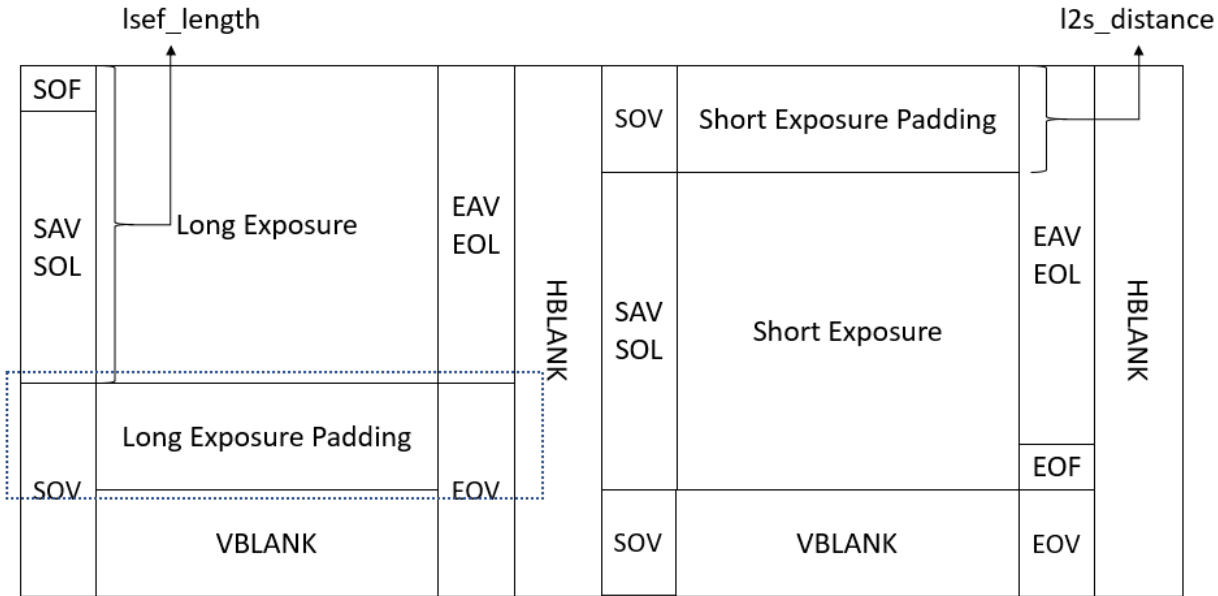 lsef_length
l2s_distance
SOF
SOV
Short Exposure Padding
SAV
SOL
Long Exposure
EAV
EOL
EAV
EOL
HBLANK
SAV
SOL
Short Exposure
HBLANK
Long Exposure Padding
EOF
SOV
EOV
VBLANK
SOV
VBLANK
EOV